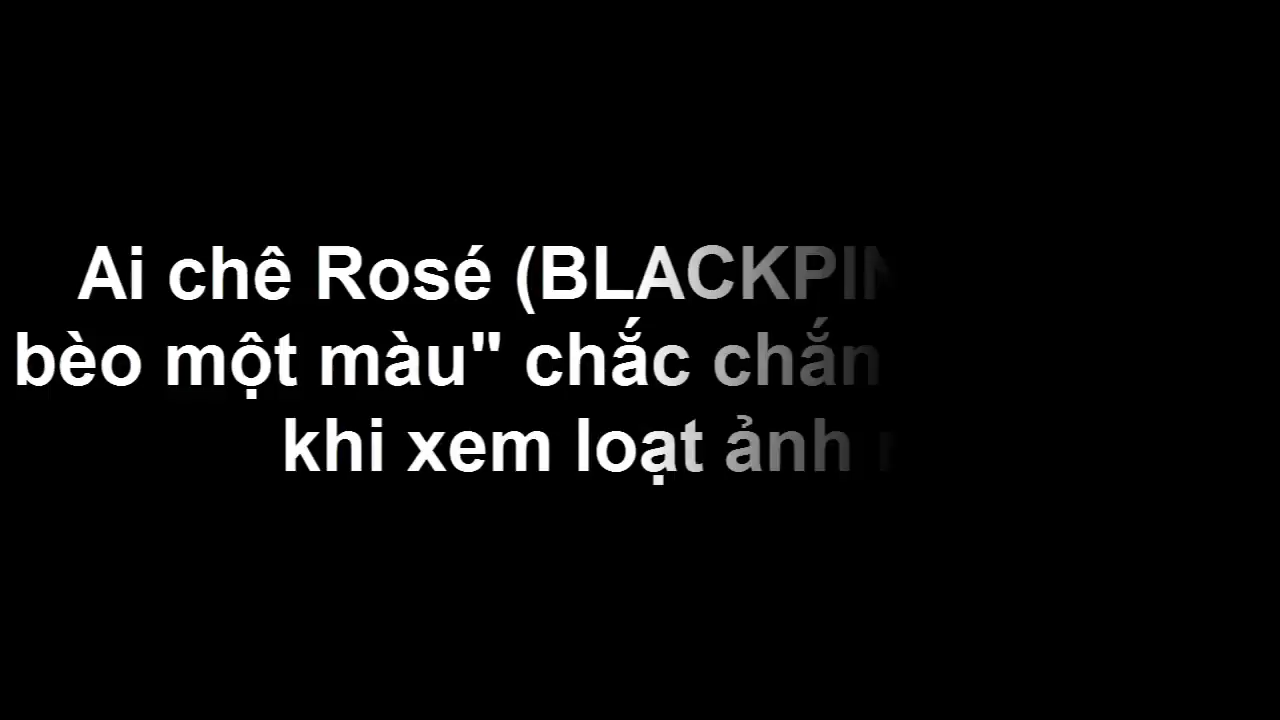 Ai chê Rosé (BLACKPIN
bèo một màu" chắc chắn
khi xem loạt ảnh